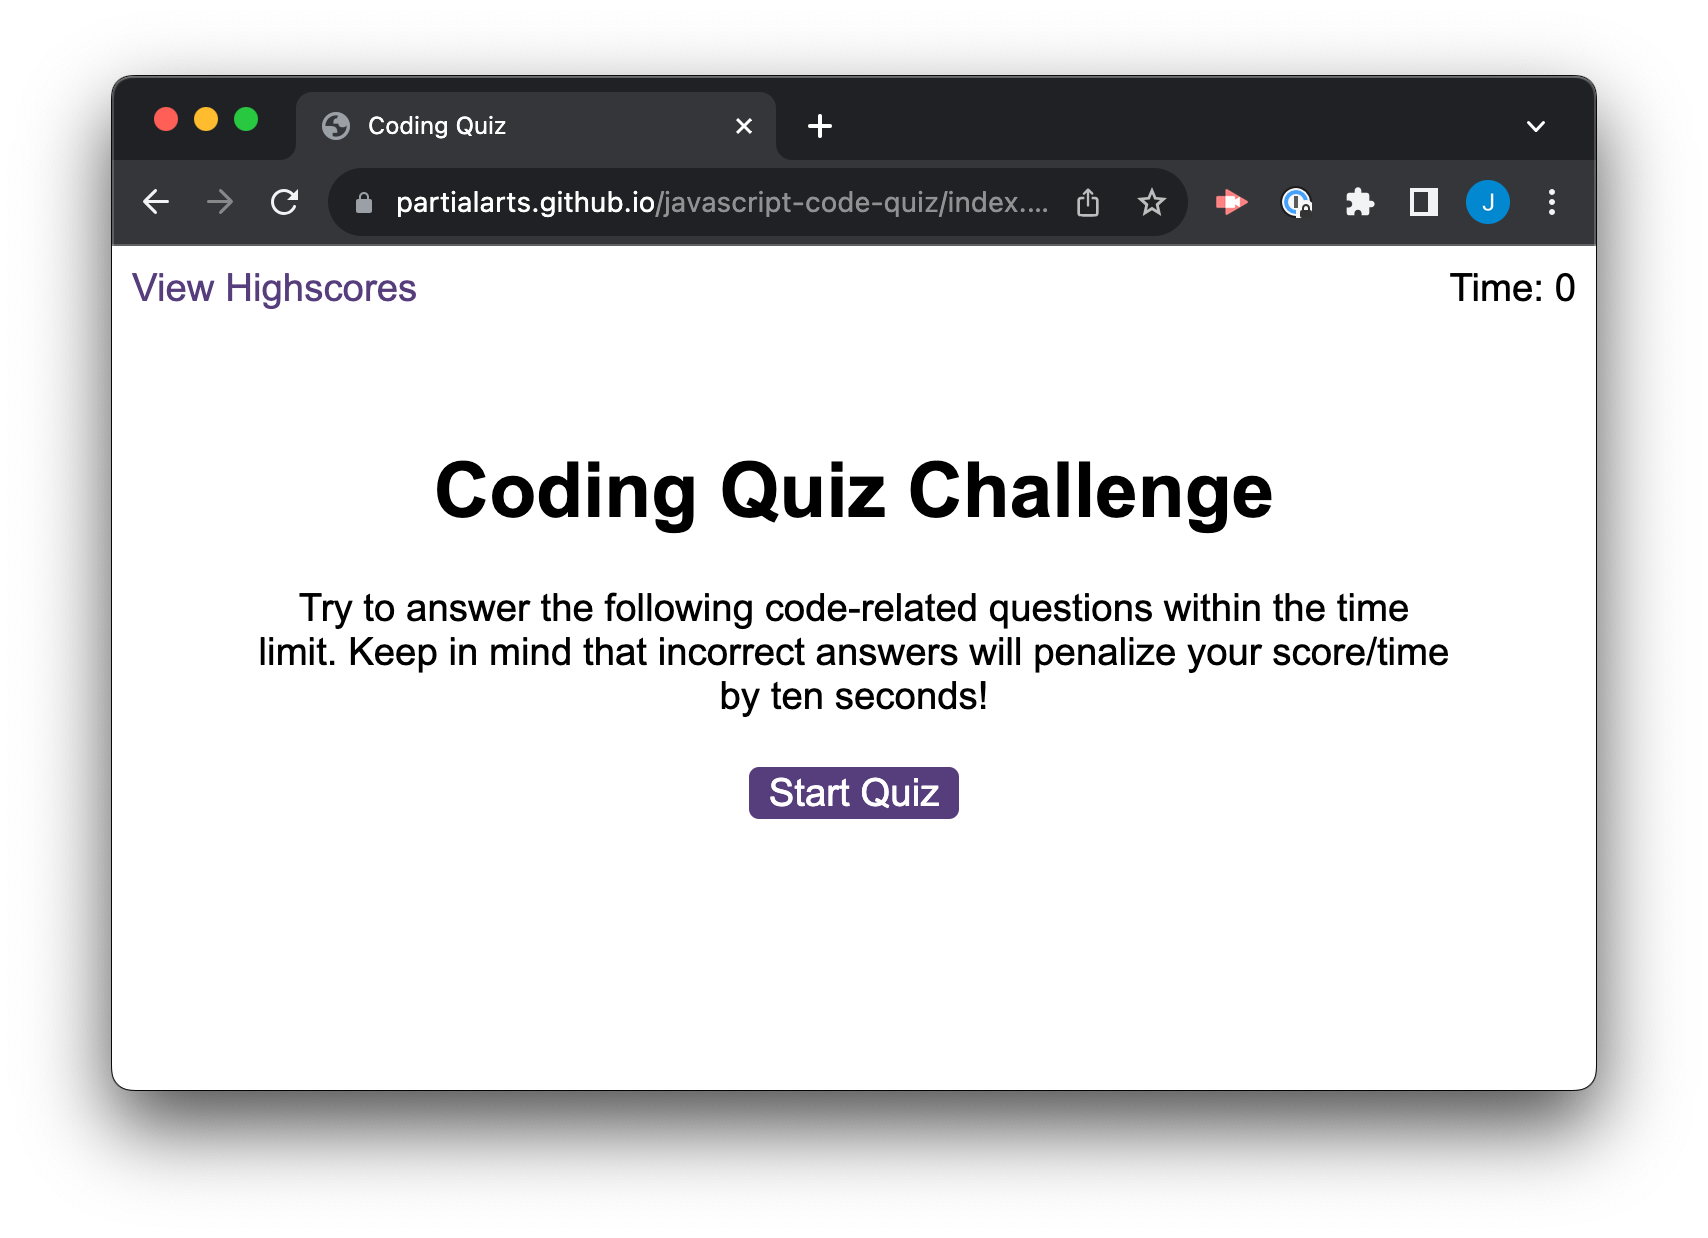 Coding Quiz
partialarts.github.io/javascript-code-quiz/index....
J
View Highscores
Time: 0
Coding Quiz Challenge
Try to answer the following code-related questions within the time
limit. Keep in mind that incorrect answers will penalize your score/time
by ten seconds!
Start Quiz